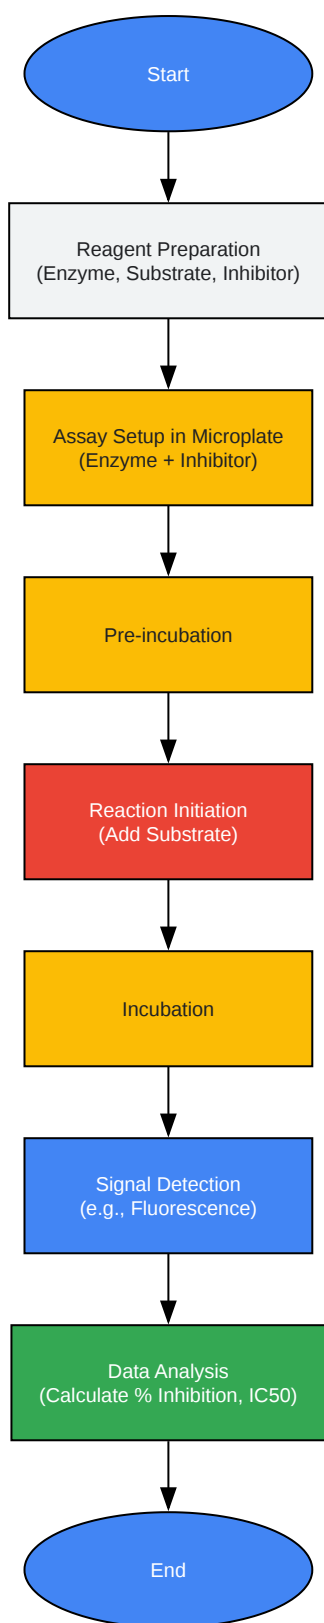 Start
Reagent Preparation
(Enzyme, Substrate, Inhibitor)
Assay Setup in Microplate
(Enzyme + Inhibitor)
Pre-incubation
Reaction Initiation
(Add Substrate)
Incubation
Signal Detection
(e.g., Fluorescence)
Data Analysis
(Calculate % Inhibition, IC50)
End